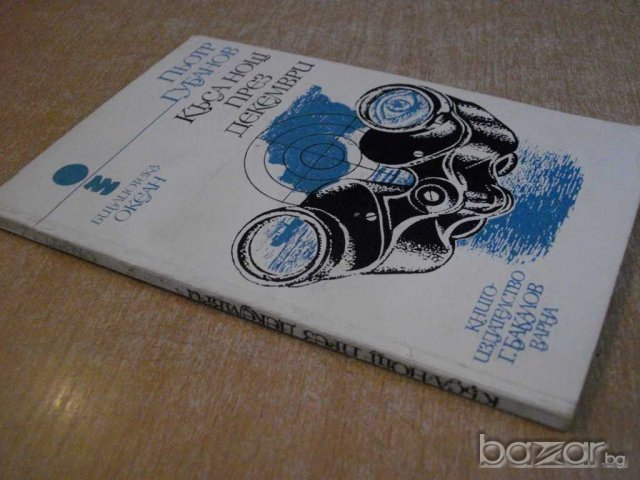 ПЬОТР
ГУБАНОВ
КЪСА НОЩ
ПРЕЗ
ДЕКЕМВРИ
БИБЛИОТЕКА
ОКЕАН
КНИГО-
ИЗДАТЕЛСТВО
Г. БАКАЛОВ
ВАРНА
КЪСА НОЩ ПРЕЗ ДЕКЕМВРИ
bazar.bg